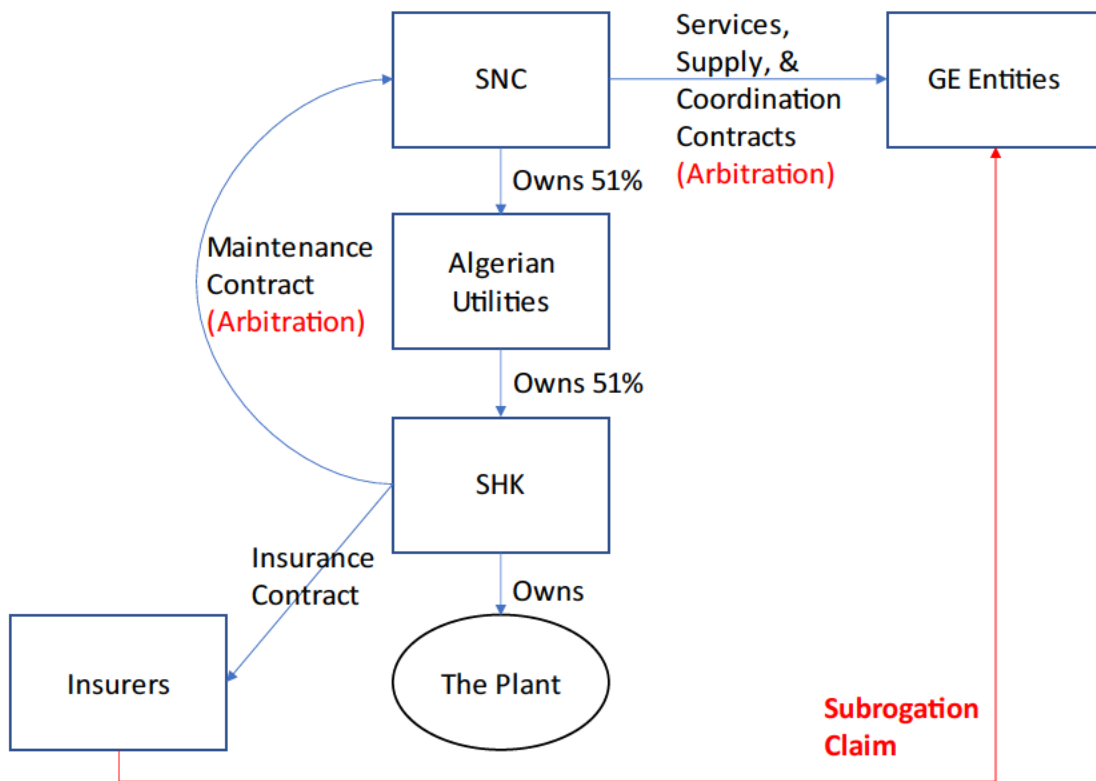 SNC
Services,
Supply, &
Coordination
Contracts
(Arbitration)
GE Entities
Owns 51%
Maintenance
Contract
(Arbitration)
Algerian
Utilities
Owns 51%
SHK
Insurance
Contract
Owns
Insurers
The Plant
Subrogation
Claim